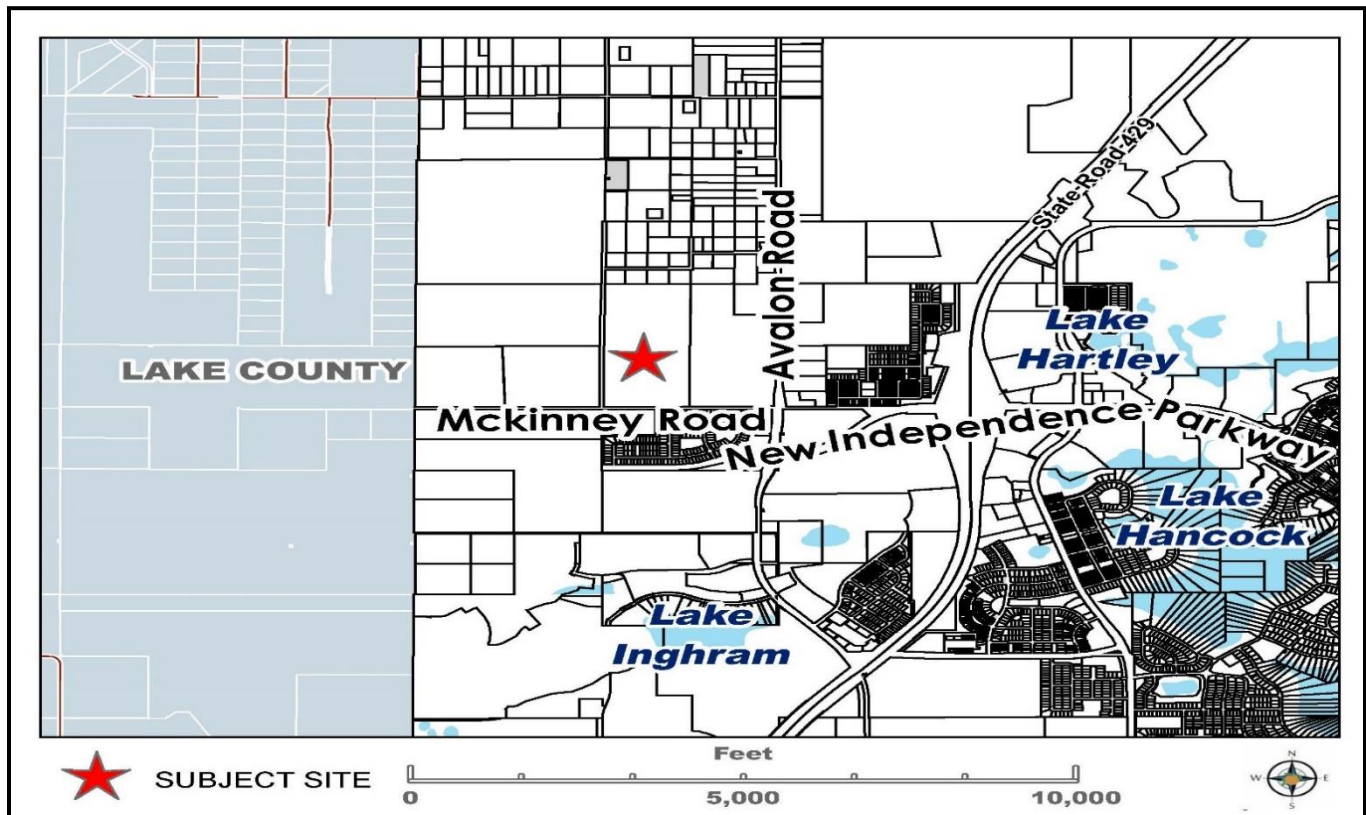 State Road 429
Avalon Road
Lake
Hartley
LAKE COUNTY
Mckinney Road
New Independence Parkway
Lake
Hancock
Lake
Inghram
Feet
SUBJECT SITE
0
5,000
10,000
N
W
E
S